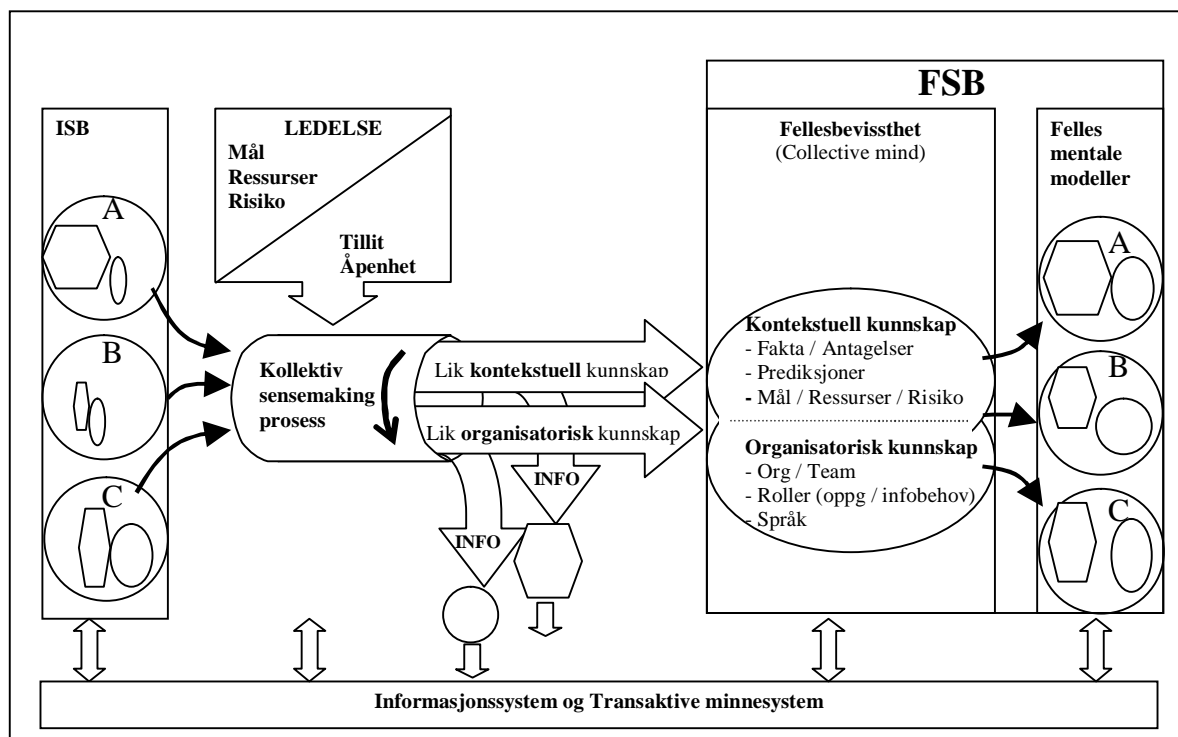 FSB
ISB
A
B
C
LEDELSE
Mål
Ressurser
Risiko
Tillit
Åpenhet
Kollektiv
sensemaking
prosess
Lik kontekstuell kunnskap
Lik organisatorisk kunnskap
INFO
INFO
Fellesbevissthet
(Collective mind)
Kontekstuell kunnskap
- Fakta / Antagelser
- Prediksjoner
- Mål / Ressurser / Risiko
Organisatorisk kunnskap
- Org / Team
- Roller (oppg / infobehov)
- Språk
Felles
mentale
modeller
A
B
C
Informasjonssystem og Transaktive minnesystem